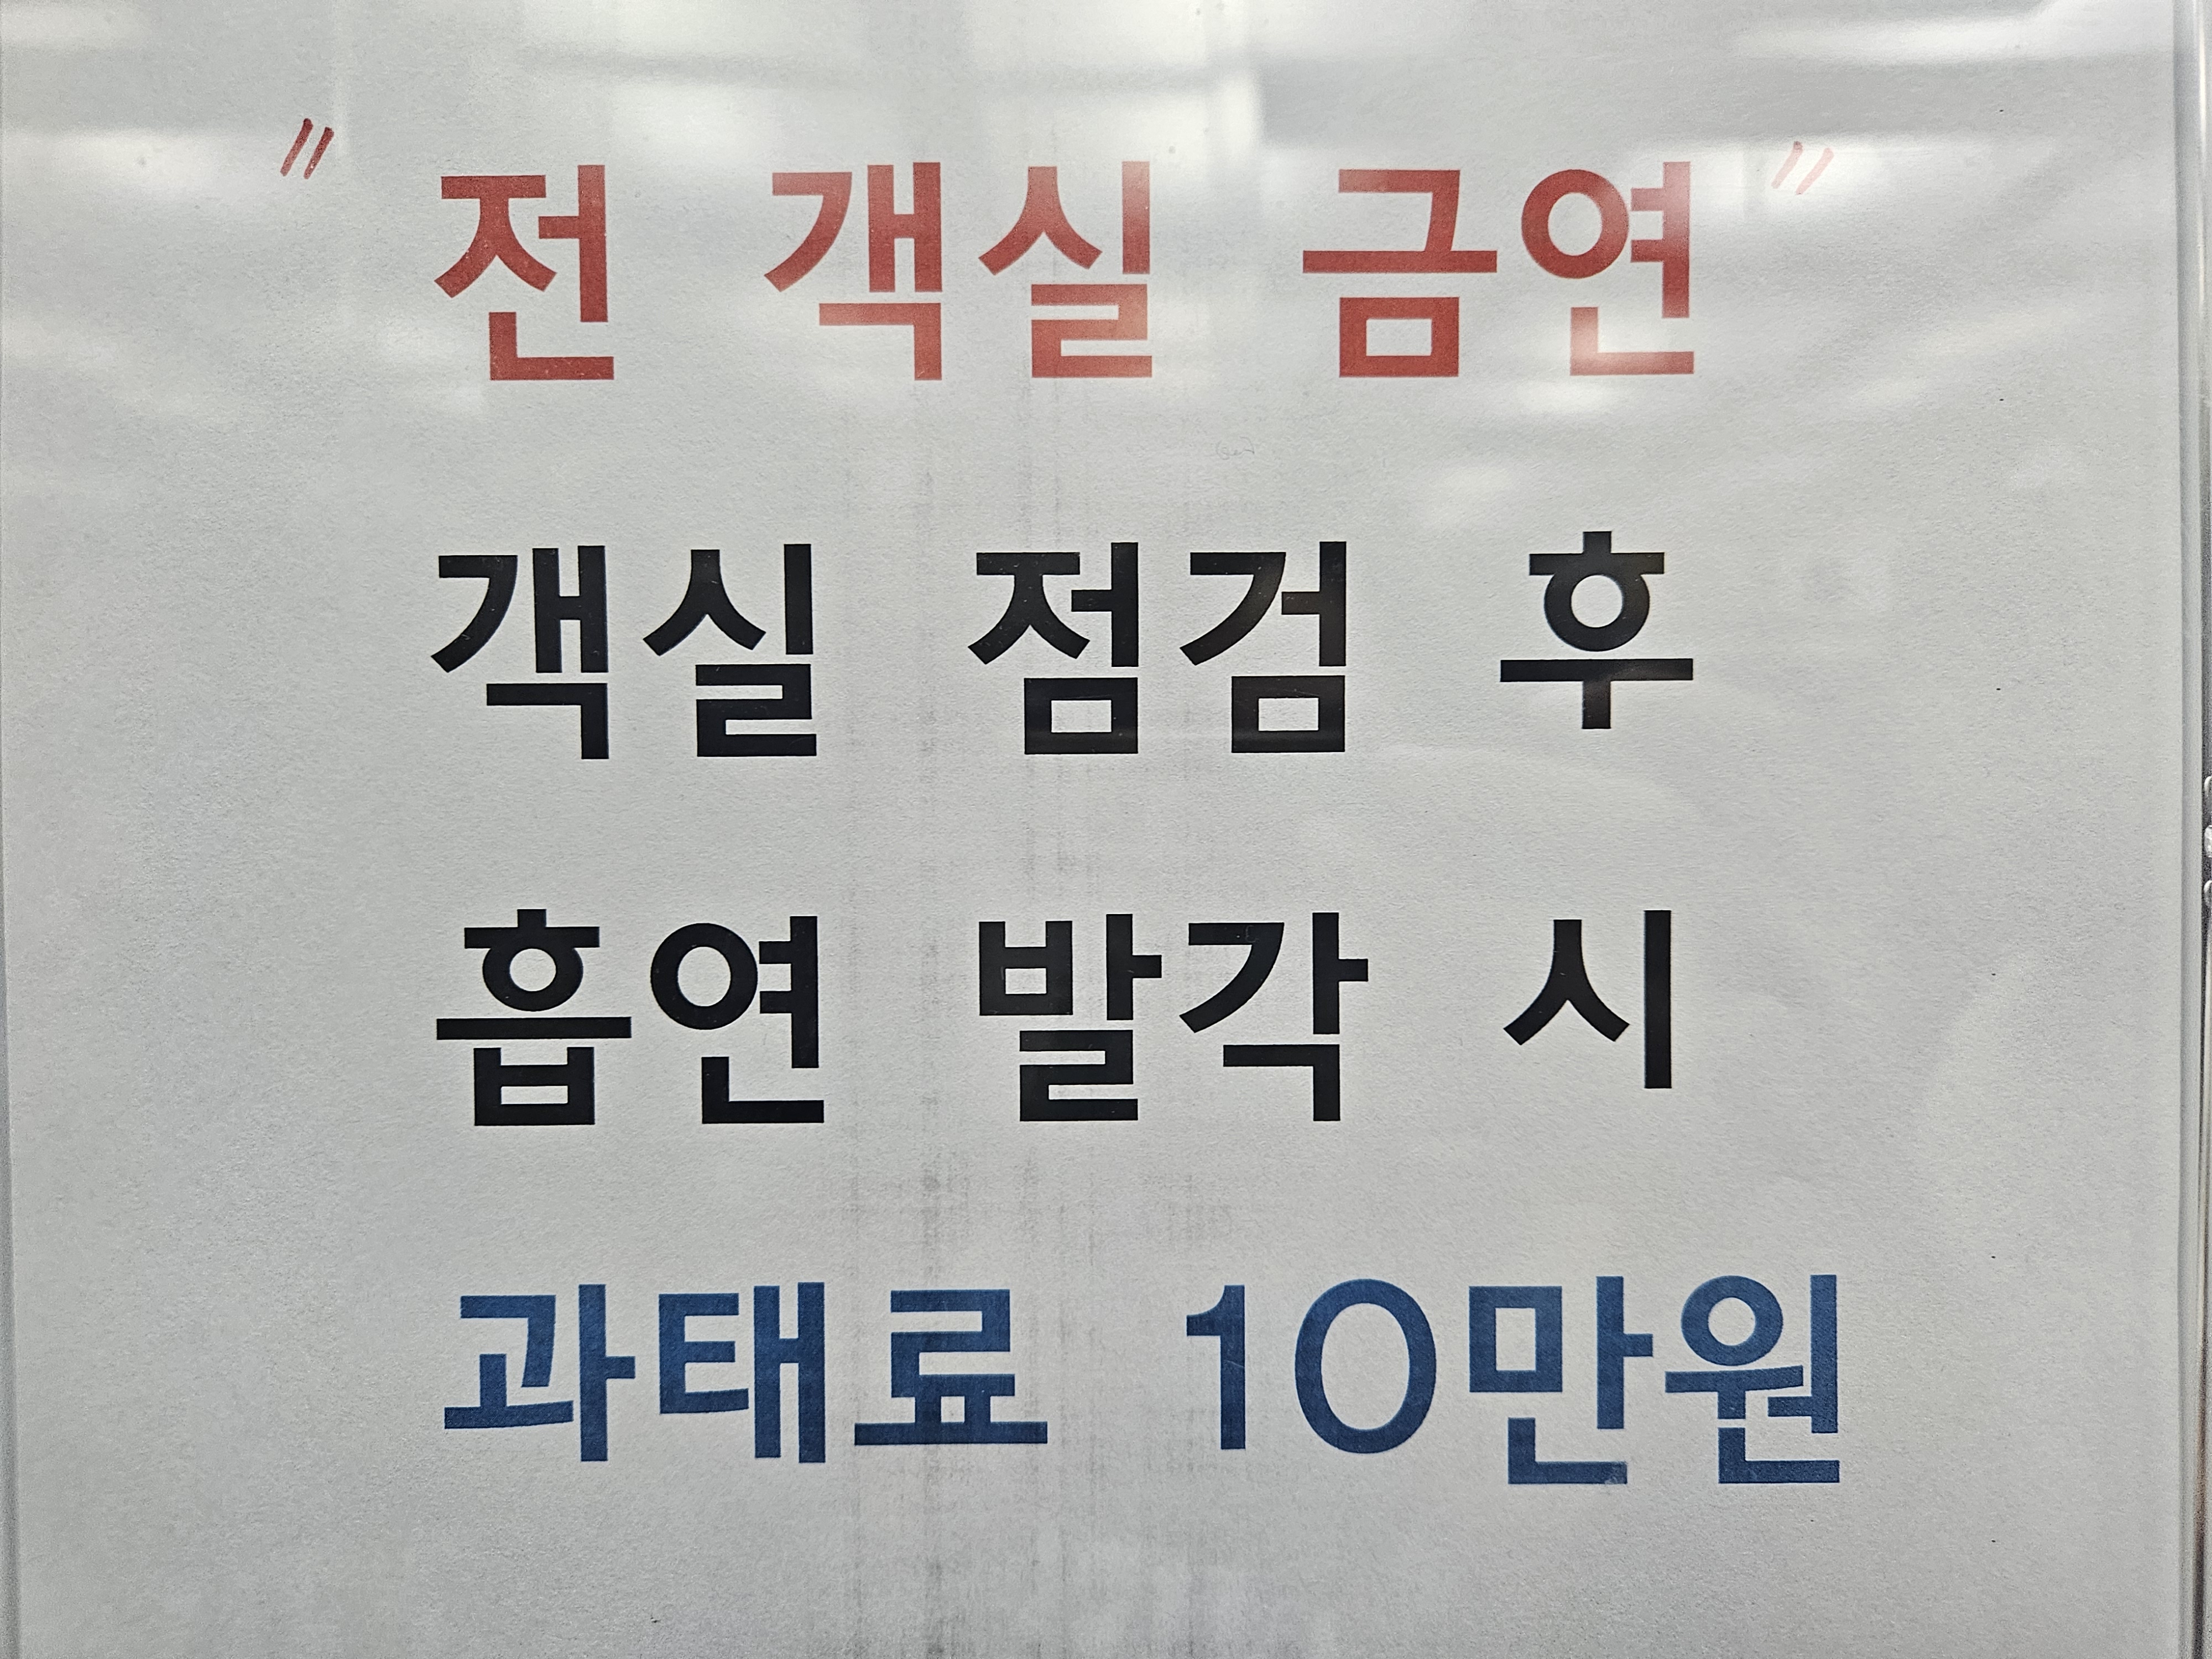 "전 객실 금연"
객실 점검 후
흡연 발각 시
과태료 10만원